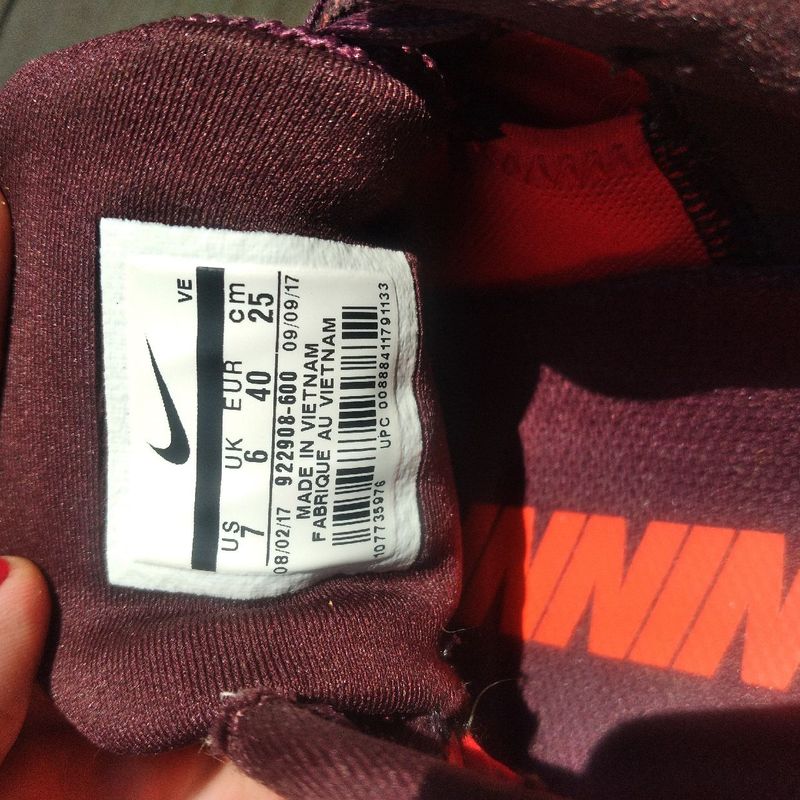 VE
US UK EUR cm
7 6 40 25
08/02/17 922908-600 09/09/17
MADE IN VIETNAM
FABRIQUE AU VIETNAM
107735976 UPC 00888411791133